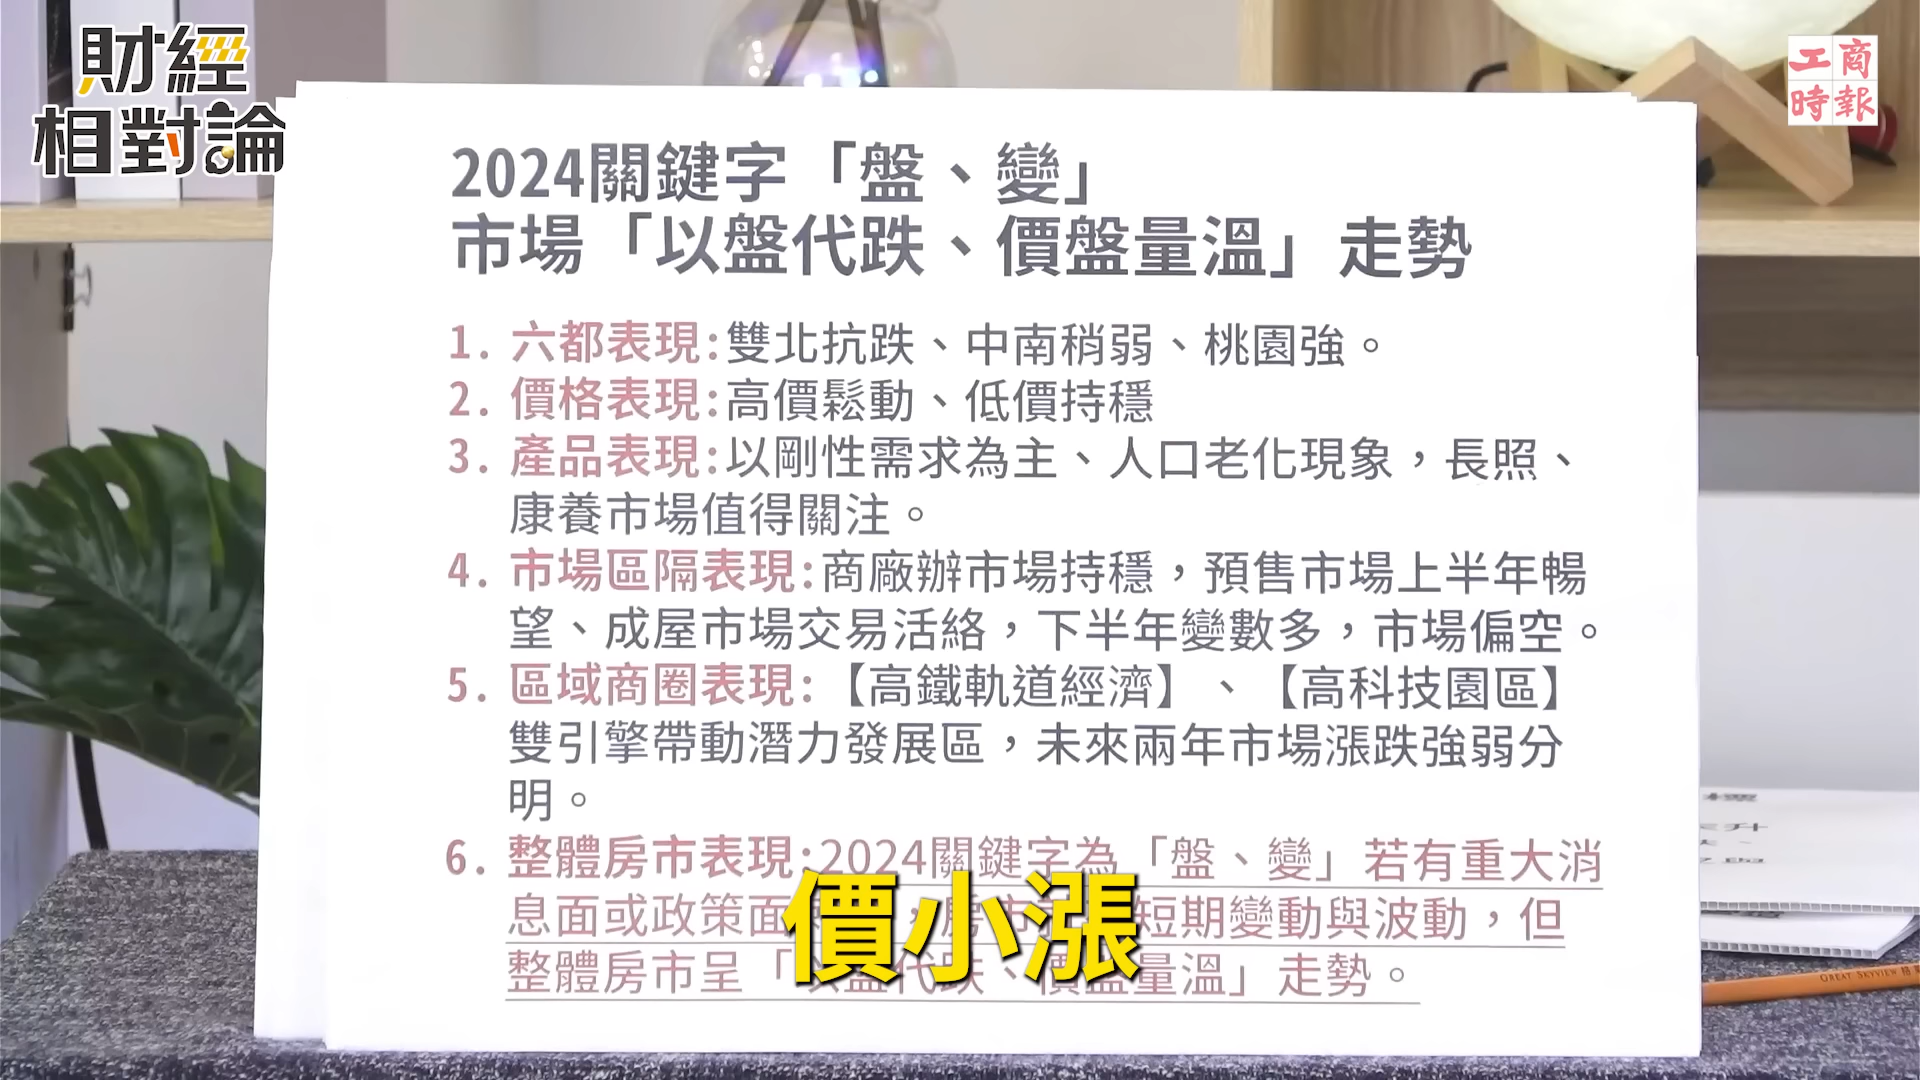 財經
相對論
工商
時報
2024關鍵字「盤、變」
市場「以盤代跌、價盤量溫」走勢
1. 六都表現:雙北抗跌、中南稍弱、桃園強。
2. 價格表現:高價鬆動、低價持穩
3. 產品表現:以剛性需求為主、人口老化現象，長照、
康養市場值得關注。
4. 市場區隔表現:商廠辦市場持穩，預售市場上半年暢
望、成屋市場交易活絡，下半年變數多，市場偏空。
5. 區域商圈表現:【高鐵軌道經濟】、【高科技園區】
雙引擎帶動潛力發展區，未來兩年市場漲跌強弱分
明。
6. 整體房市表現:2024關鍵字為「盤、變」若有重大消
息面或政策面 房市 短期變動與波動，但
整體房市呈「以盤代跌、價盤量溫」走勢。
價小漲
GREAT SKYVIEW